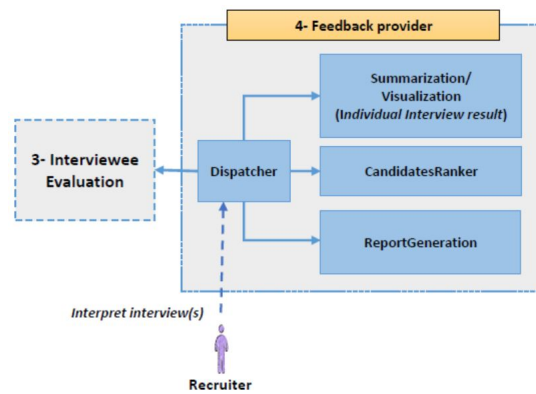 4- Feedback provider
Summarization/
Visualization
(Individual Interview result)
3- Interviewee
Evaluation
Dispatcher
CandidatesRanker
ReportGeneration
Interpret interview(s)
Recruiter